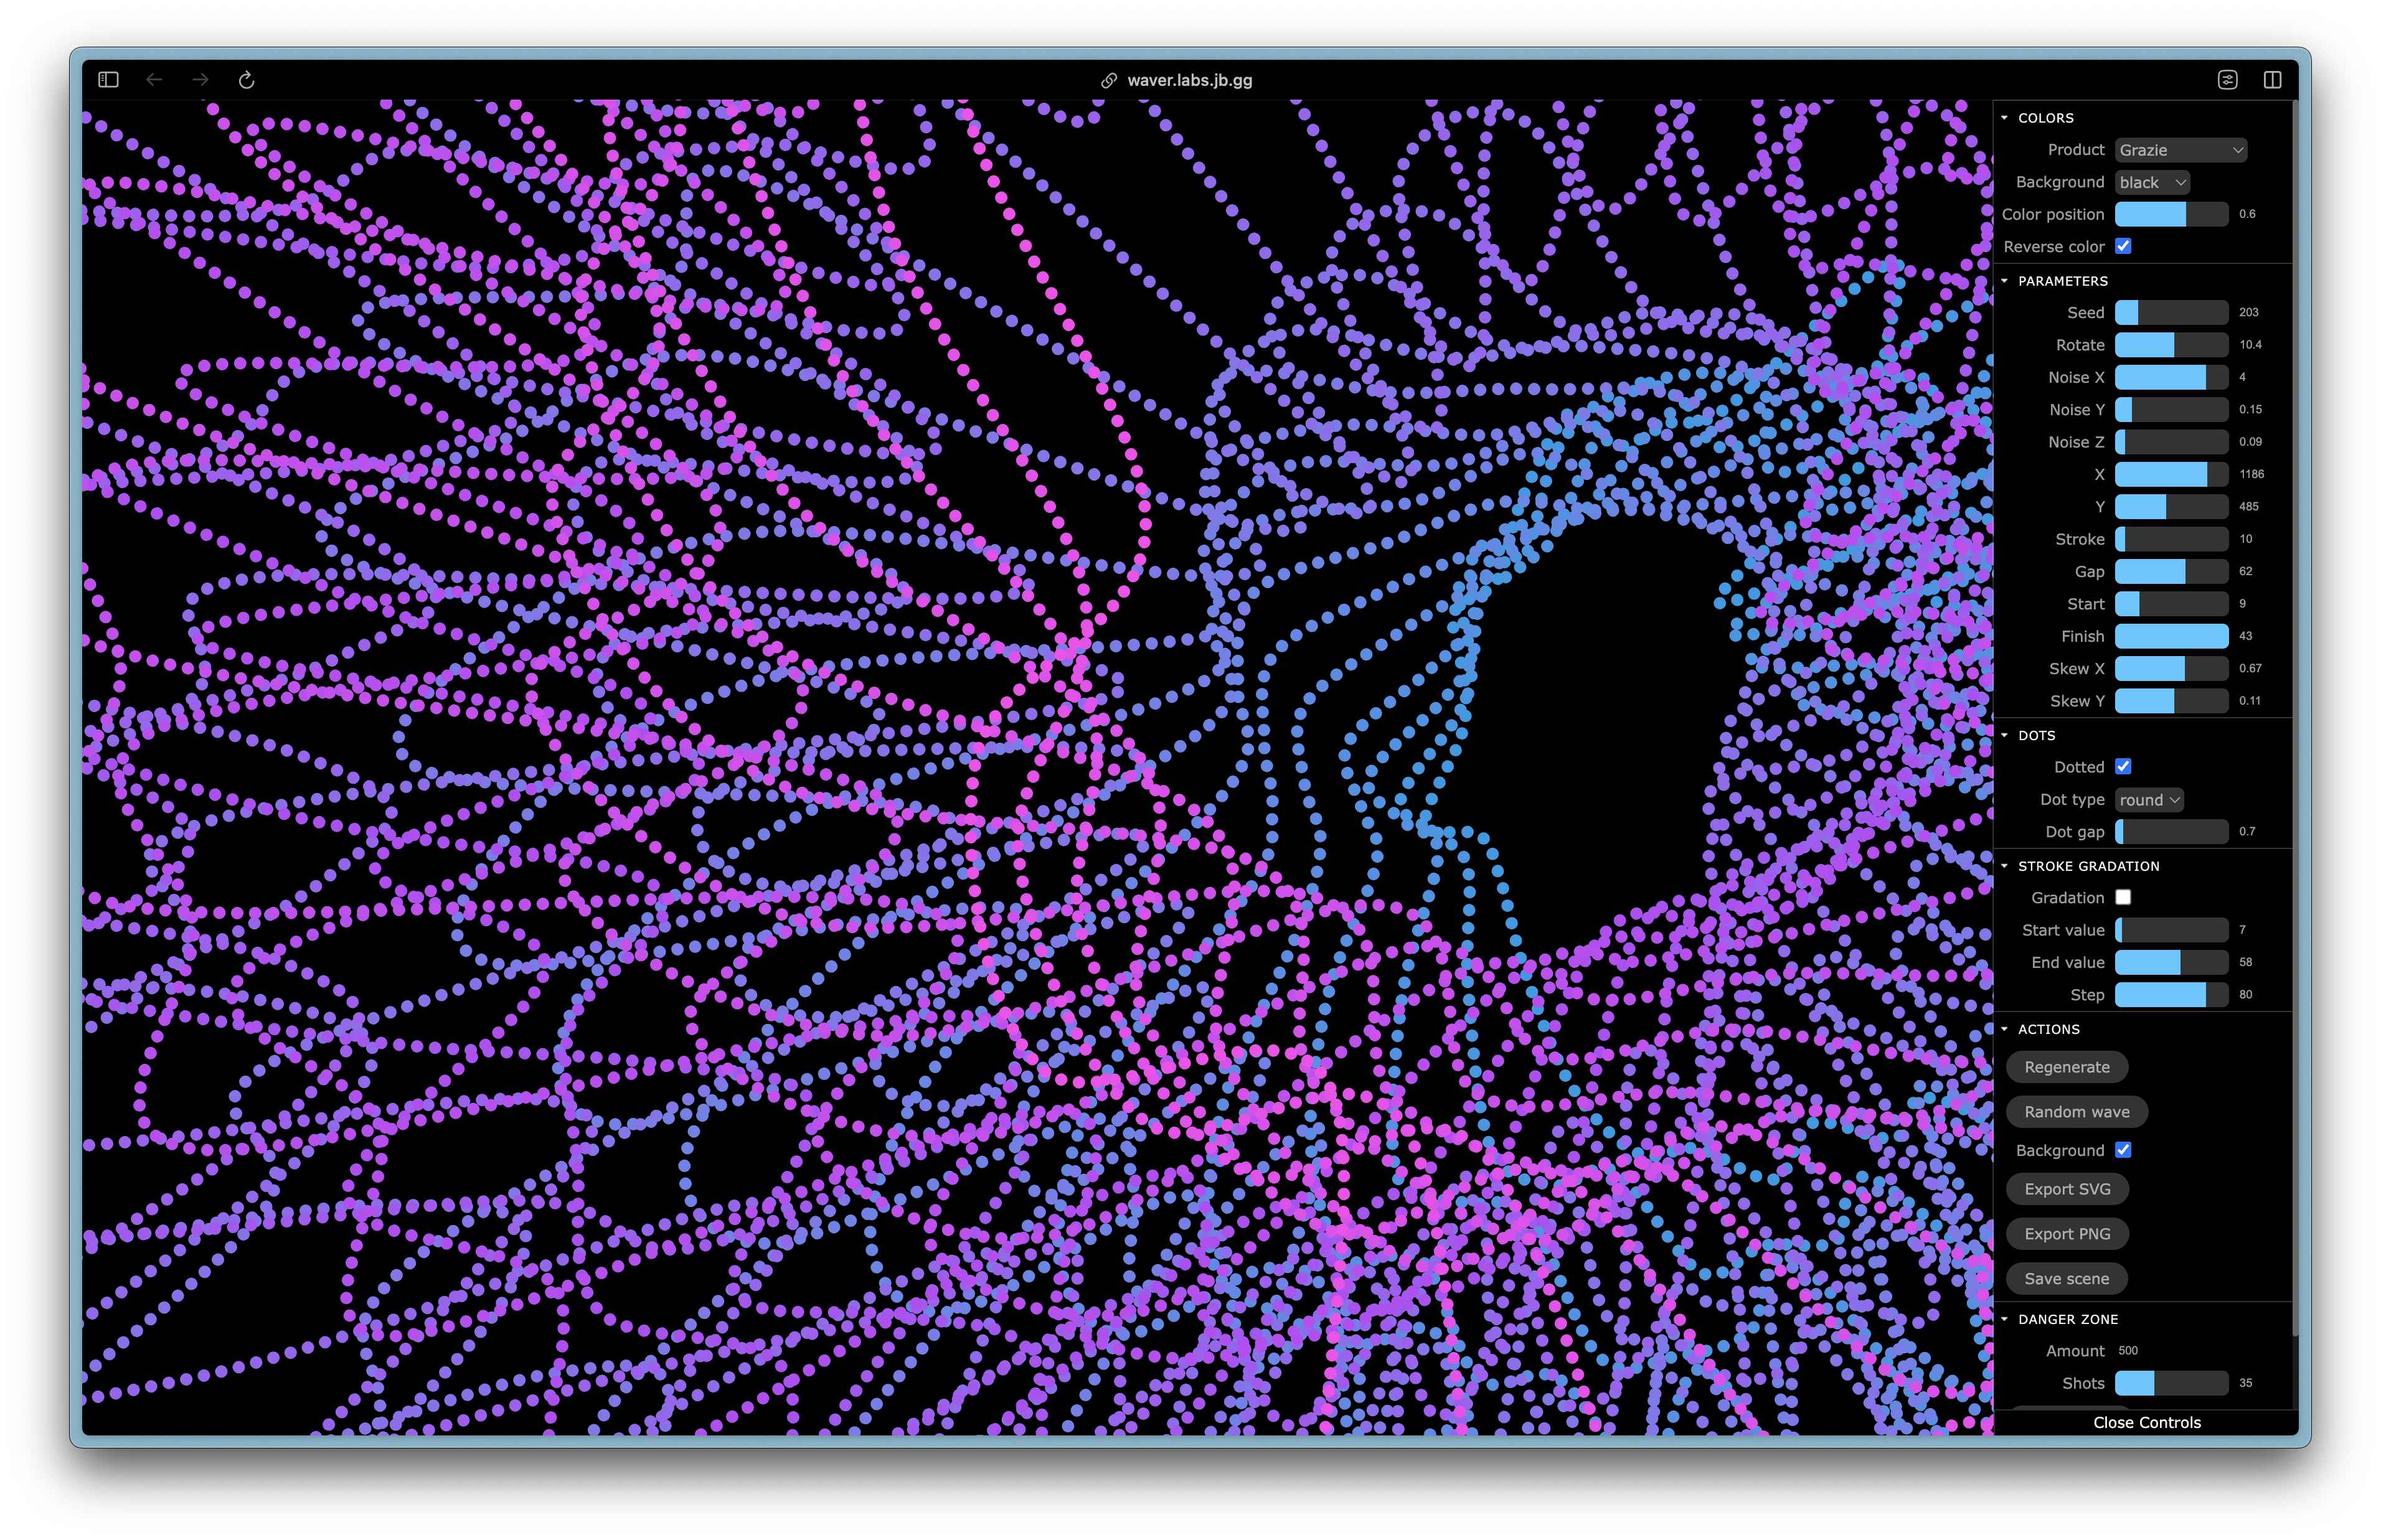 waver.labs.jb.gg
COLORS
Product Grazie
Background black
Color position 0.6
Reverse color
PARAMETERS
Seed 203
Rotate 10.4
Noise X 4
Noise Y 0.15
Noise Z 0.09
X 1186
Y 485
Stroke 10
Gap 62
Start 9
Finish 43
Skew X 0.67
Skew Y 0.11
DOTS
Dotted
Dot type round
Dot gap 0.7
STROKE GRADATION
Gradation
Start value 7
End value 58
Step 80
ACTIONS
Regenerate
Random wave
Background
Export SVG
Export PNG
Save scene
DANGER ZONE
Amount 500
Shots 35
Close Controls